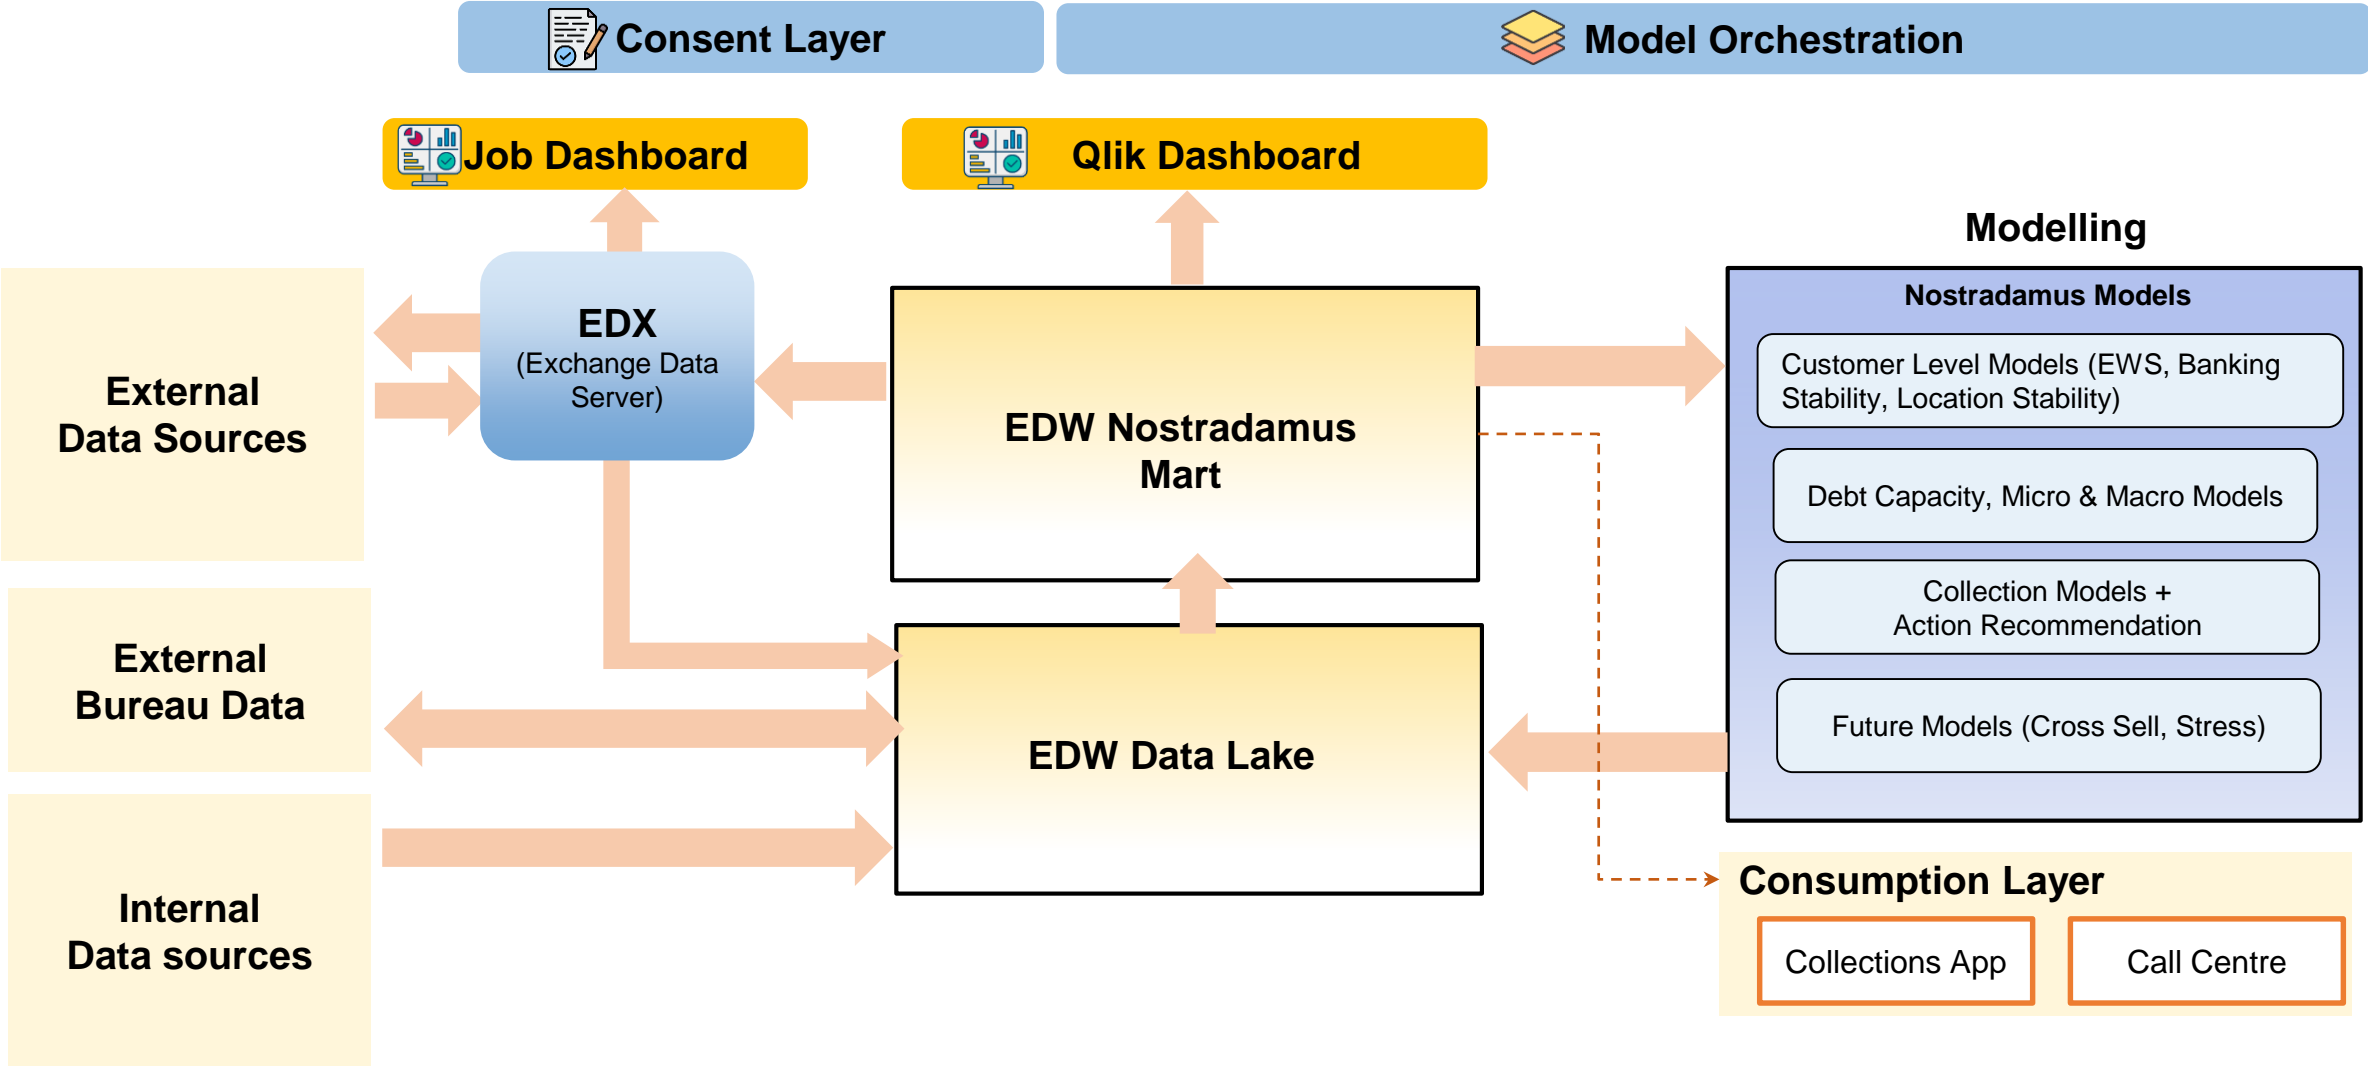 Consent Layer
Model Orchestration
Job Dashboard
Qlik Dashboard
Modelling
External
Data Sources
EDX
(Exchange Data
Server)
EDW Nostradamus
Mart
Nostradamus Models
Customer Level Models (EWS, Banking
Stability, Location Stability)
Debt Capacity, Micro & Macro Models
Collection Models +
Action Recommendation
Future Models (Cross Sell, Stress)
External
Bureau Data
EDW Data Lake
Internal
Data sources
Consumption Layer
Collections App
Call Centre